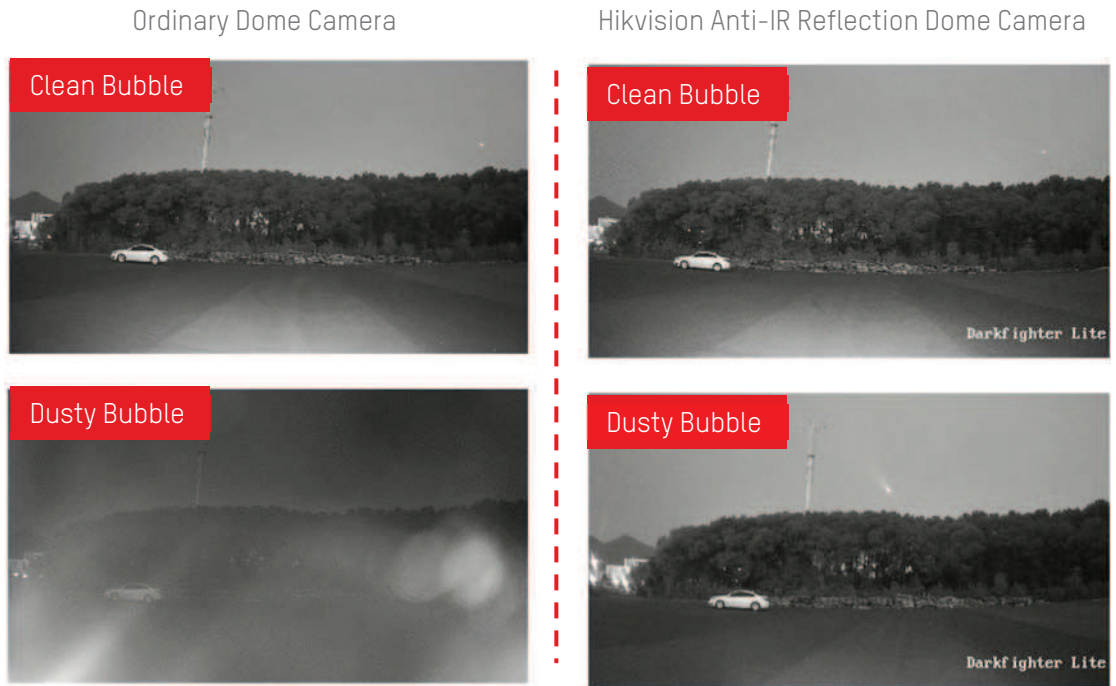 Ordinary Dome Camera
Hikvision Anti-IR Reflection Dome Camera
Clean Bubble
Clean Bubble
Darkfighter Lite
Dusty Bubble
Dusty Bubble
Darkfighter Lite